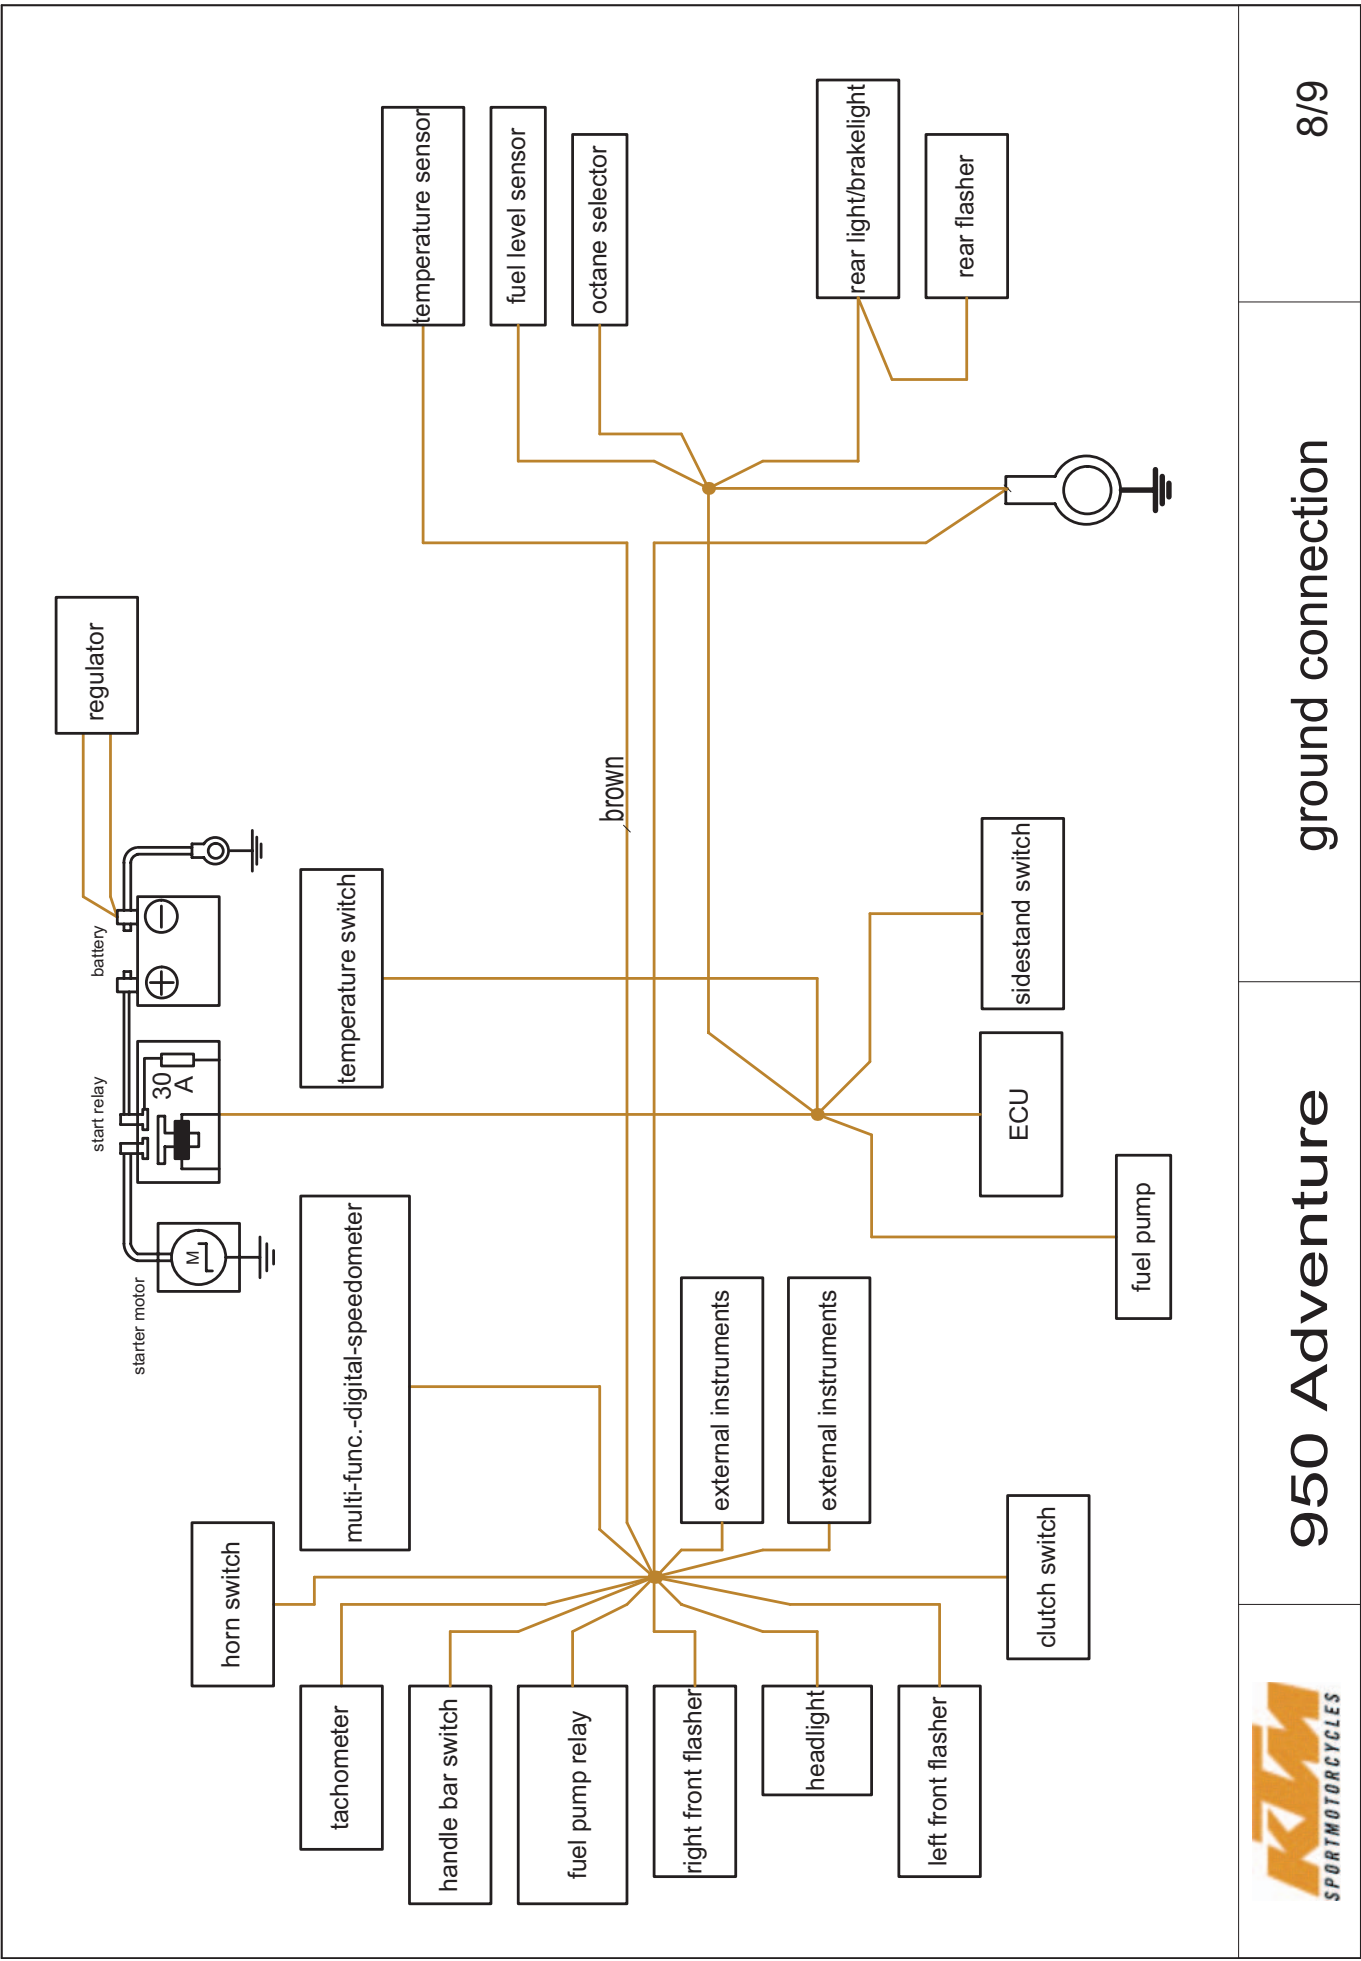 regulator
battery
start relay
30
A
starter motor
M
temperature sensor
fuel level sensor
octane selector
rear light/brakelight
rear flasher
brown
temperature switch
sidestand switch
ECU
fuel pump
multi-func.-digital-speedometer
external instruments
external instruments
horn switch
clutch switch
tachometer
handle bar switch
fuel pump relay
right front flasher
headlight
left front flasher
KTM
SPORTMOTORCYCLES
950 Adventure
ground connection
8/9